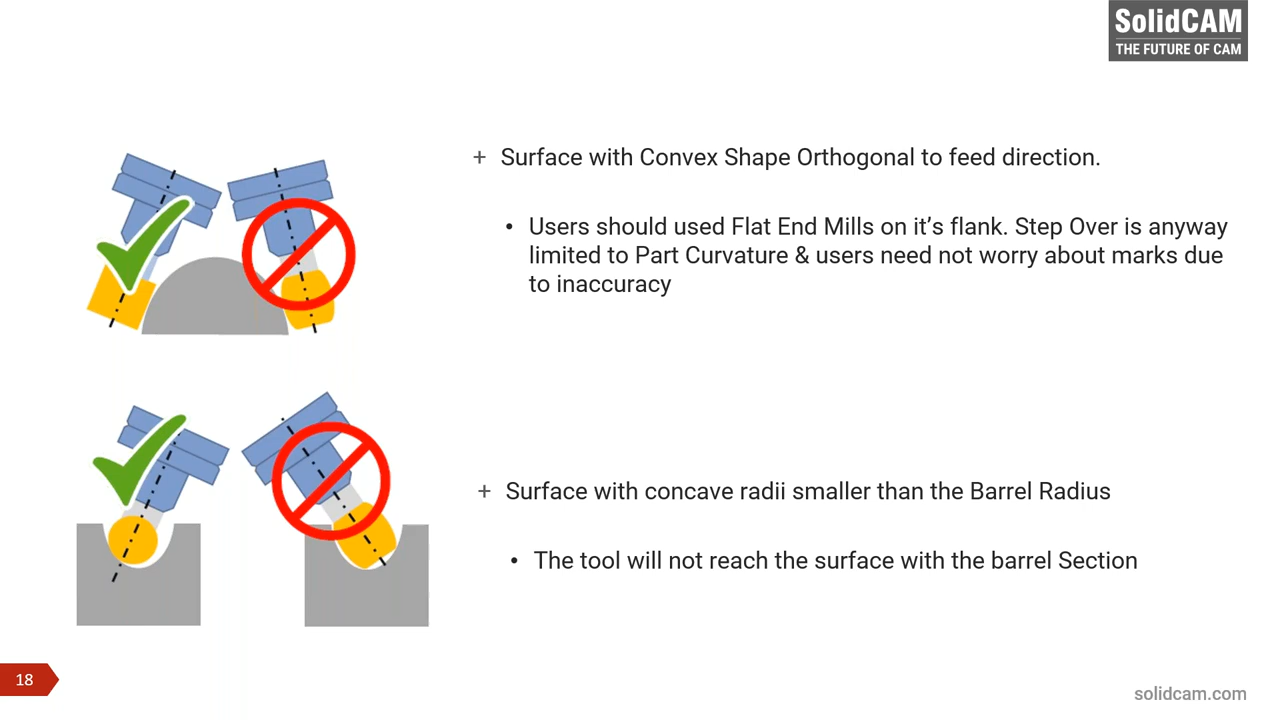 SolidCAM
THE FUTURE OF CAM
+ Surface with Convex Shape Orthogonal to feed direction.
• Users should used Flat End Mills on it’s flank. Step Over is anyway
limited to Part Curvature & users need not worry about marks due
to inaccuracy
+ Surface with concave radii smaller than the Barrel Radius
• The tool will not reach the surface with the barrel Section
18
solidcam.com